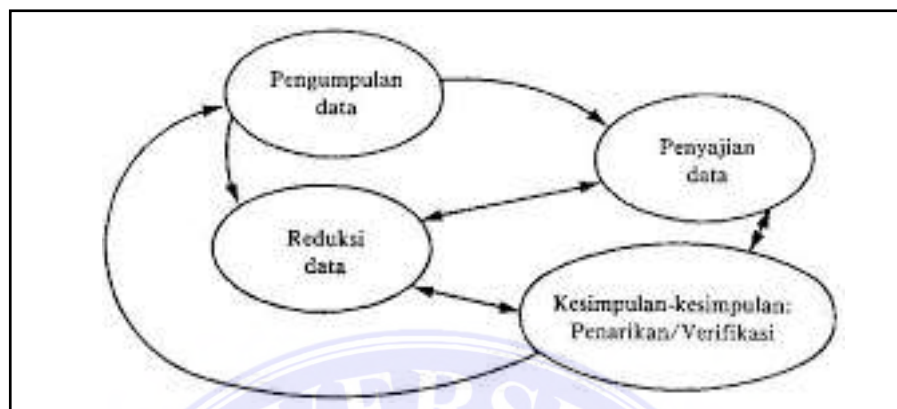 Pengumpulan
data
Penyajian
data
Reduksi
data
Kesimpulan-kesimpulan:
Penarikan/Verifikasi